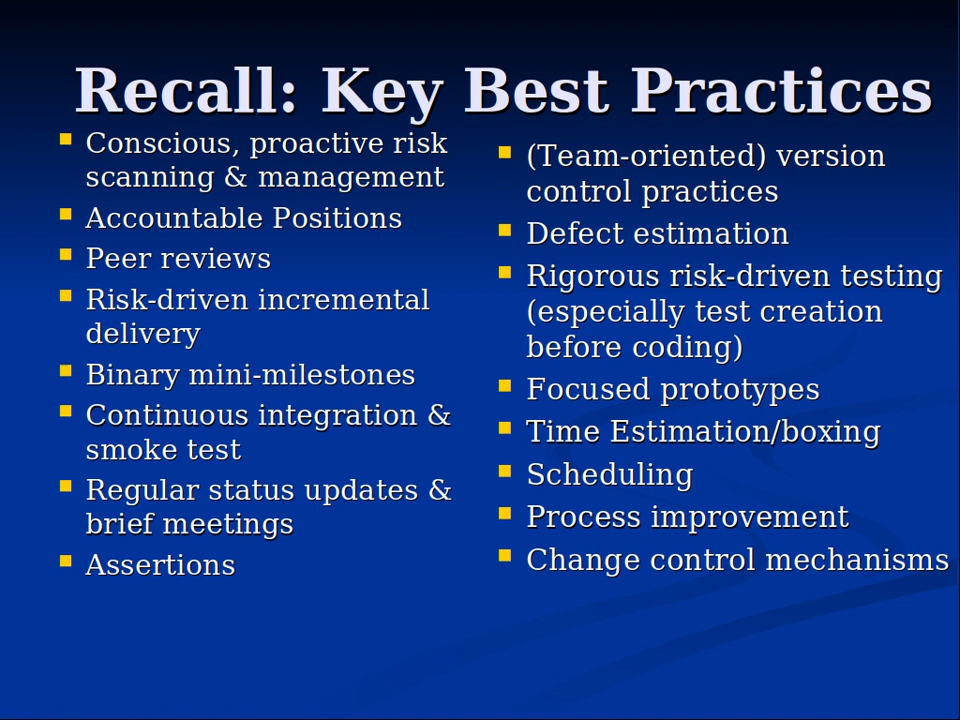 Recall: Key Best Practices
Conscious, proactive risk
scanning & management
Accountable Positions
Peer reviews
Risk-driven incremental
delivery
Binary mini-milestones
Continuous integration &
smoke test
Regular status updates &
brief meetings
Assertions
(Team-oriented) version
control practices
Defect estimation
Rigorous risk-driven testing
(especially test creation
before coding)
Focused prototypes
Time Estimation/boxing
Scheduling
Process improvement
Change control mechanisms